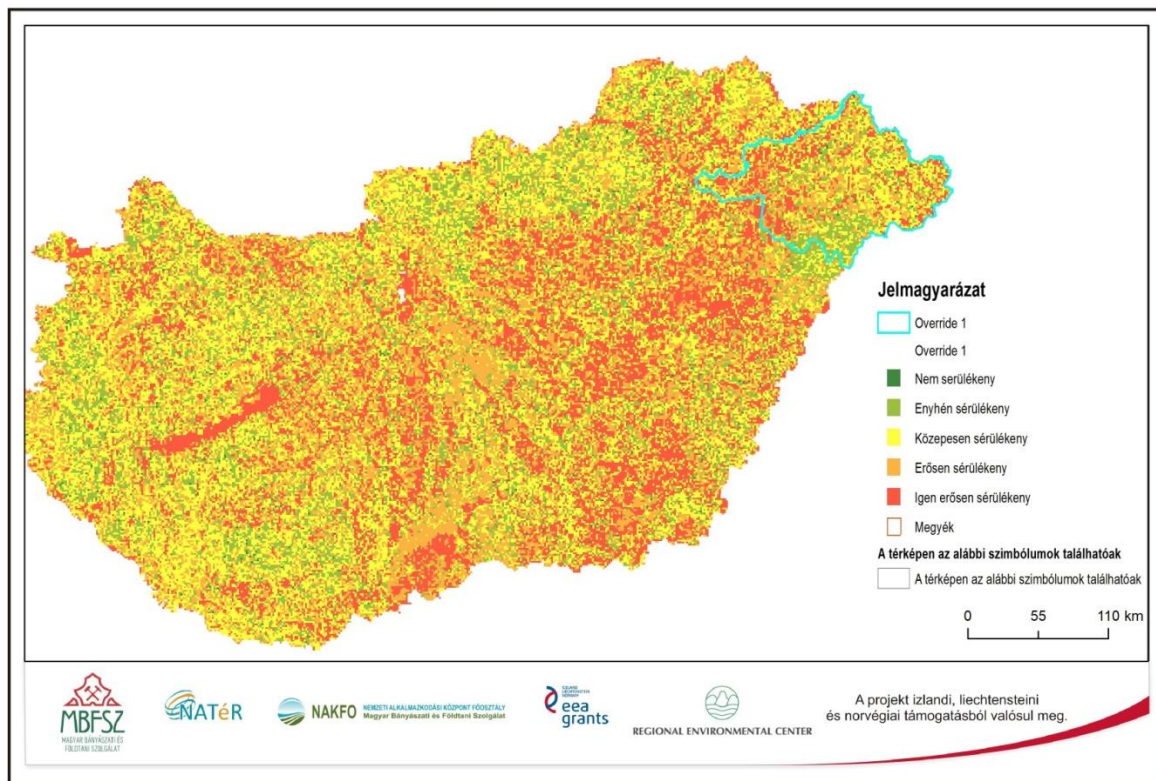 Jelmagyarázat
Override 1
Override 1
Nem serülékeny
Enyhén sérülékeny
Közepesen sérülékeny
Erősen sérülékeny
Igen erősen sérülékeny
Megyék
A térképen az alábbi szimbólumok találhatóak
A térképen az alábbi szimbólumok találhatóak
0 55 110 km
MBFSZ
MAGYAR BÁNYÁSZATI ÉS
FÖLDTANI SZOLGÁLAT
NATéR
NAKFO
NEMZETI ALKALMAZKODÁSI KÖZPONT FŐOSZTÁLY
Magyar Bányászati és Földtani Szolgálat
IZLAND
LIECHTENSTEIN
NORVÉGIA
eea
grants
REGIONAL ENVIRONMENTAL CENTER
A projekt izlandi, liechtensteini
és norvégiai támogatásból valósul meg.